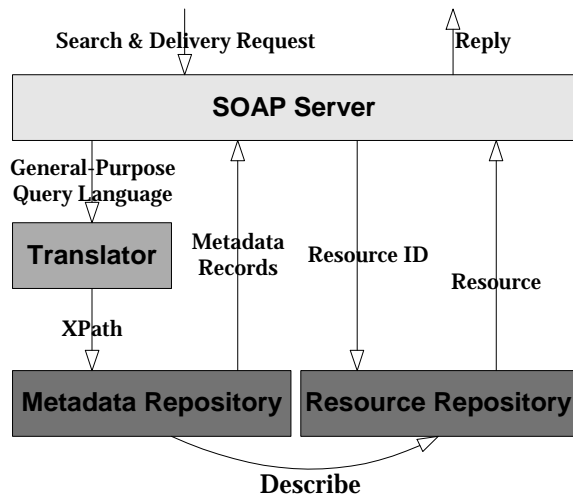 Search & Delivery Request
Reply
SOAP Server
General-Purpose
Query Language
Translator
Metadata
Records
Resource ID
Resource
XPath
Metadata Repository
Resource Repository
Describe